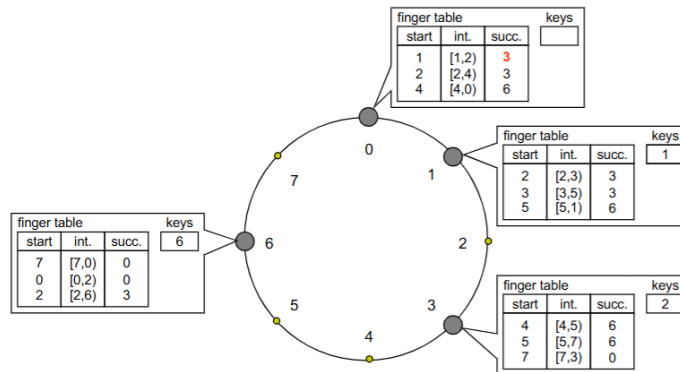 finger table keys
start int. succ.
1 [1,2) 3
2 [2,4) 3
4 [4,0) 6
finger table keys
start int. succ. 1
2 [2,3) 3
3 [3,5) 3
5 [5,1) 6
finger table keys
start int. succ. 2
4 [4,5) 6
5 [5,7) 6
7 [7,3) 0
finger table keys
start int. succ. 6
7 [7,0) 0
0 [0,2) 0
2 [2,6) 3
0
1
2
3
4
5
6
7